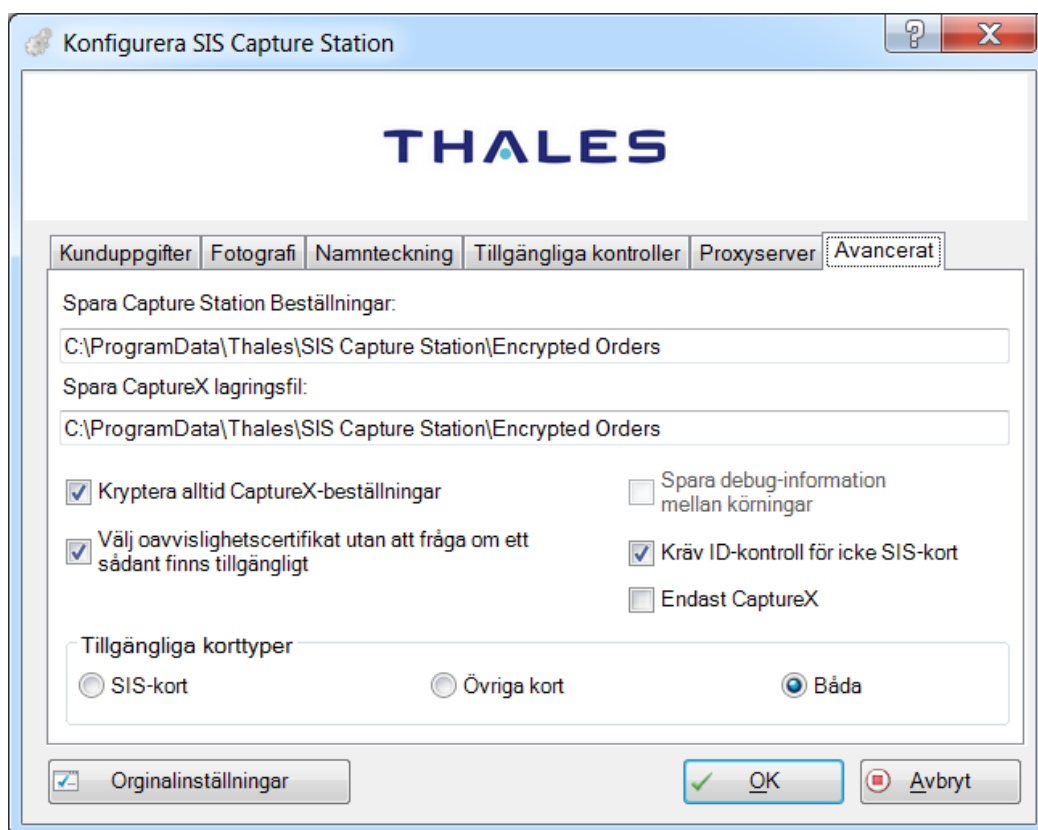 Konfigurera SIS Capture Station
THALES
Kunduppgifter Fotografi Namnteckning Tillgängliga kontroller Proxyserver Avancerat
Spara Capture Station Beställningar:
C:\ProgramData\Thales\SIS Capture Station\Encrypted Orders
Spara CaptureX lagringsfil:
C:\ProgramData\Thales\SIS Capture Station\Encrypted Orders
Kryptera alltid CaptureX-beställningar
Välj oavvislighetscertifikat utan att fråga om ett
sådant finns tillgängligt
Spara debug-information
mellan körningar
Kräv ID-kontroll för icke SIS-kort
Endast CaptureX
Tillgängliga korttyper
SIS-kort Övriga kort Båda
Orginalinställningar OK Avbryt